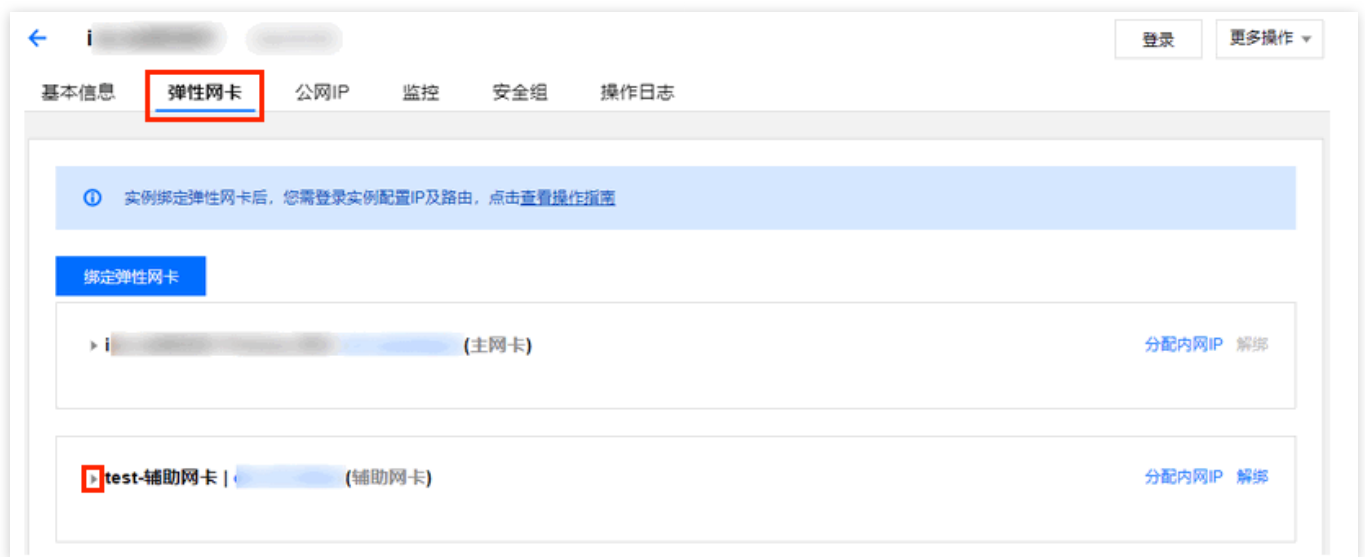 i
登录 更多操作
基本信息 弹性网卡 公网IP 监控 安全组 操作日志
实例绑定弹性网卡后，您需登录实例配置IP及路由，点击查看操作指南
绑定弹性网卡
i (主网卡) 分配内网IP 解绑
test-辅助网卡 | (辅助网卡) 分配内网IP 解绑